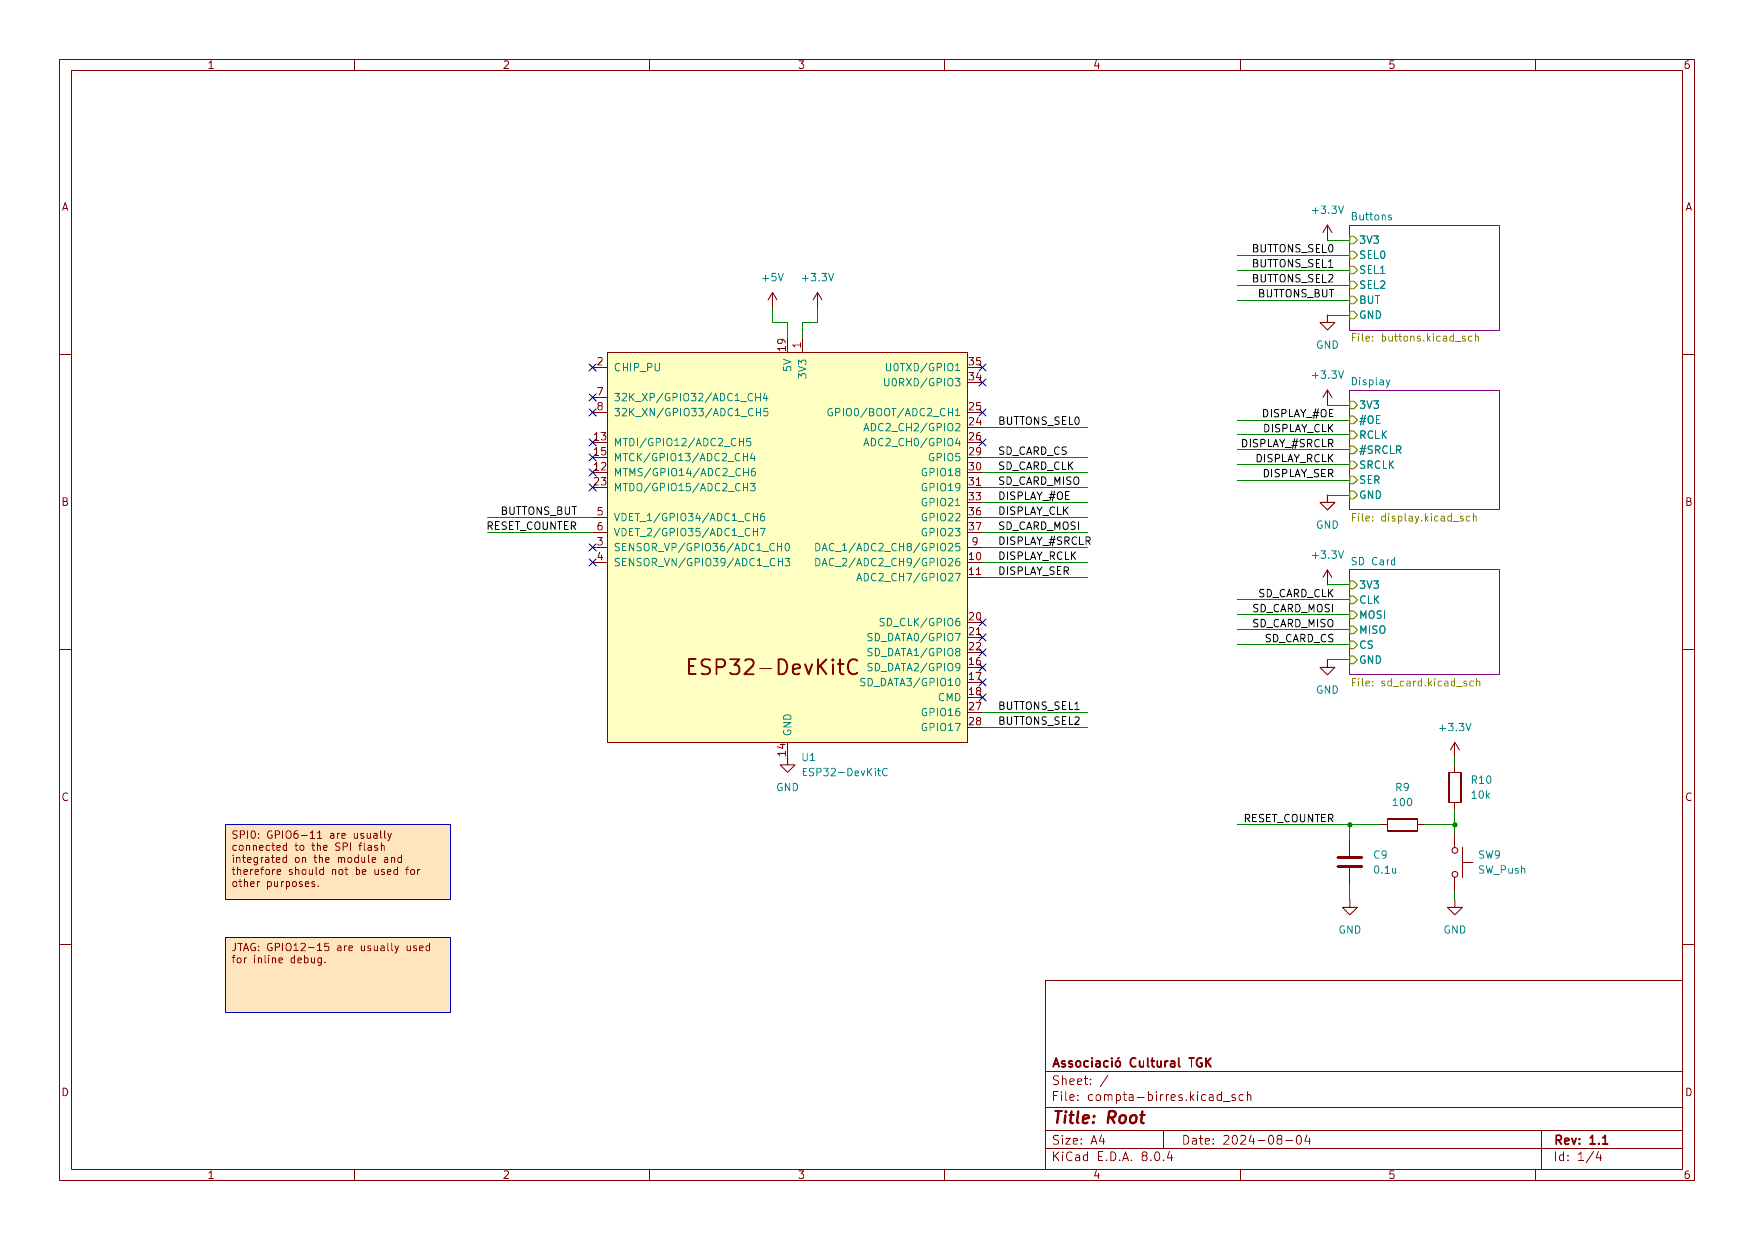 1 2 3 4 5 6
A
A
B
B
C
C
D
D
+5V +3.3V
19 1
5V 3V3
2 CHIP_PU
7 32K_XP/GPIO32/ADC1_CH4
8 32K_XN/GPIO33/ADC1_CH5
13 MTDI/GPIO12/ADC2_CH5
15 MTCK/GPIO13/ADC2_CH4
12 MTMS/GPIO14/ADC2_CH6
23 MTDO/GPIO15/ADC2_CH3
BUTTONS_BUT 5 VDET_1/GPIO34/ADC1_CH6
RESET_COUNTER 6 VDET_2/GPIO35/ADC1_CH7
3 SENSOR_VP/GPIO36/ADC1_CH0
4 SENSOR_VN/GPIO39/ADC1_CH3
U0TXD/GPIO1 35
U0RXD/GPIO3 34
GPIO0/BOOT/ADC2_CH1 25
ADC2_CH2/GPIO2 24 BUTTONS_SEL0
ADC2_CH0/GPIO4 26
GPIO5 29 SD_CARD_CS
GPIO18 30 SD_CARD_CLK
GPIO19 31 SD_CARD_MISO
GPIO21 33 DISPLAY_#OE
GPIO22 36 DISPLAY_CLK
GPIO23 37 SD_CARD_MOSI
DAC_1/ADC2_CH8/GPIO25 9 DISPLAY_#SRCLR
DAC_2/ADC2_CH9/GPIO26 10 DISPLAY_RCLK
ADC2_CH7/GPIO27 11 DISPLAY_SER
SD_CLK/GPIO6 20
SD_DATA0/GPIO7 21
SD_DATA1/GPIO8 22
SD_DATA2/GPIO9 16
SD_DATA3/GPIO10 17
CMD 18
GPIO16 27 BUTTONS_SEL1
GPIO17 28 BUTTONS_SEL2
ESP32-DevKitC
GND
14
U1
ESP32-DevKitC
GND
+3.3V
Buttons
3V3
BUTTONS_SEL0 SEL0
BUTTONS_SEL1 SEL1
BUTTONS_SEL2 SEL2
BUTTONS_BUT BUT
GND
GND
File: buttons.kicad_sch
+3.3V
Display
3V3
DISPLAY_#OE #OE
DISPLAY_CLK RCLK
DISPLAY_#SRCLR #SRCLR
DISPLAY_RCLK SRCLK
DISPLAY_SER SER
GND
GND
File: display.kicad_sch
+3.3V
SD Card
3V3
SD_CARD_CLK CLK
SD_CARD_MOSI MOSI
SD_CARD_MISO MISO
SD_CARD_CS CS
GND
GND
File: sd_card.kicad_sch
+3.3V
R10
10k
R9
100
RESET_COUNTER
C9
0.1u
SW9
SW_Push
GND GND
SPI0: GPIO6-11 are usually
connected to the SPI flash
integrated on the module and
therefore should not be used for
other purposes.
JTAG: GPIO12-15 are usually used
for inline debug.
Associació Cultural TGK
Sheet: /
File: compta-birres.kicad_sch
Title: Root
Size: A4 Date: 2024-08-04 Rev: 1.1
KiCad E.D.A. 8.0.4 Id: 1/4
1 2 3 4 5 6